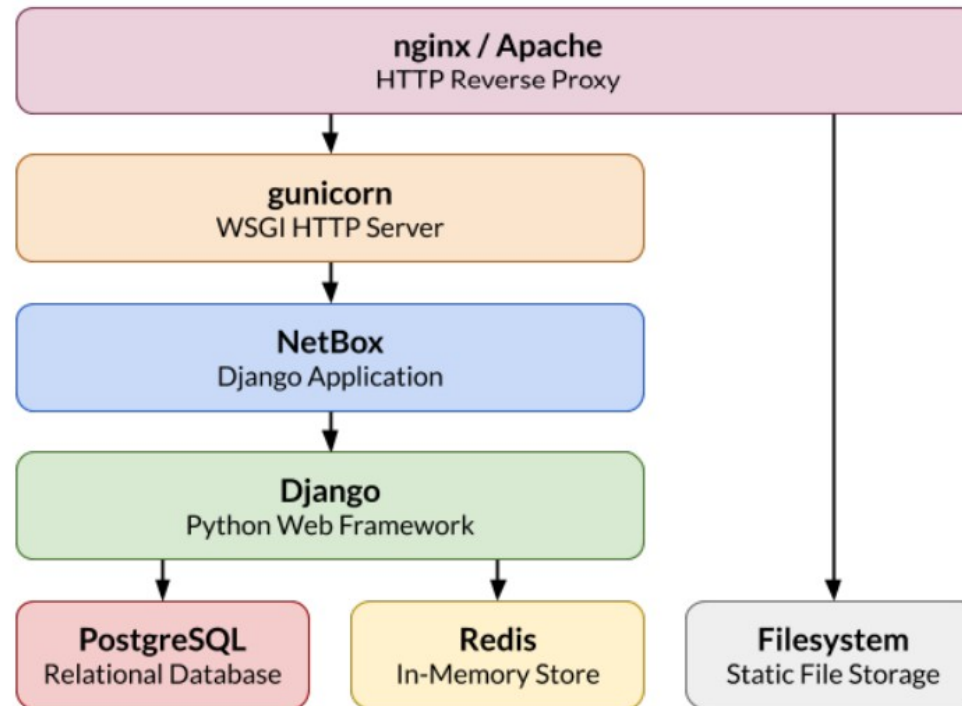 nginx / Apache
HTTP Reverse Proxy
gunicorn
WSGI HTTP Server
NetBox
Django Application
Django
Python Web Framework
PostgreSQL
Relational Database
Redis
In-Memory Store
Filesystem
Static File Storage